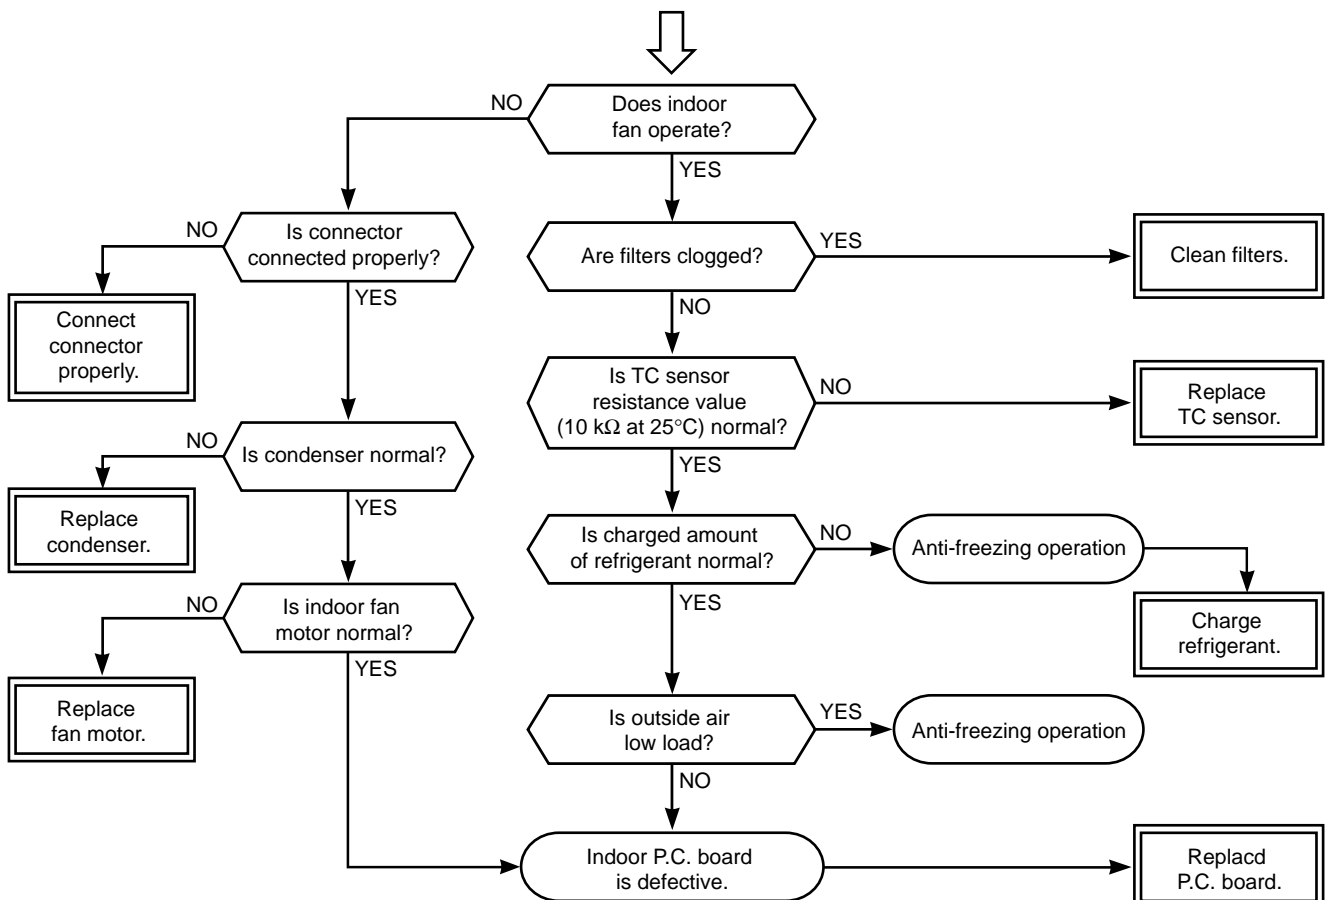 NO
Does indoor
fan operate?
YES
NO
Is connector
connected properly?
YES
Are filters clogged?
YES
Clean filters.
NO
Connect
connector
properly.
Is TC sensor
resistance value
(10 kΩ at 25°C) normal?
NO
Replace
TC sensor.
YES
NO
Is condenser normal?
YES
Replace
condenser.
Is charged amount
of refrigerant normal?
NO
Anti-freezing operation
YES
Charge
refrigerant.
NO
Is indoor fan
motor normal?
YES
Replace
fan motor.
Is outside air
low load?
YES
Anti-freezing operation
NO
Indoor P.C. board
is defective.
Replacd
P.C. board.